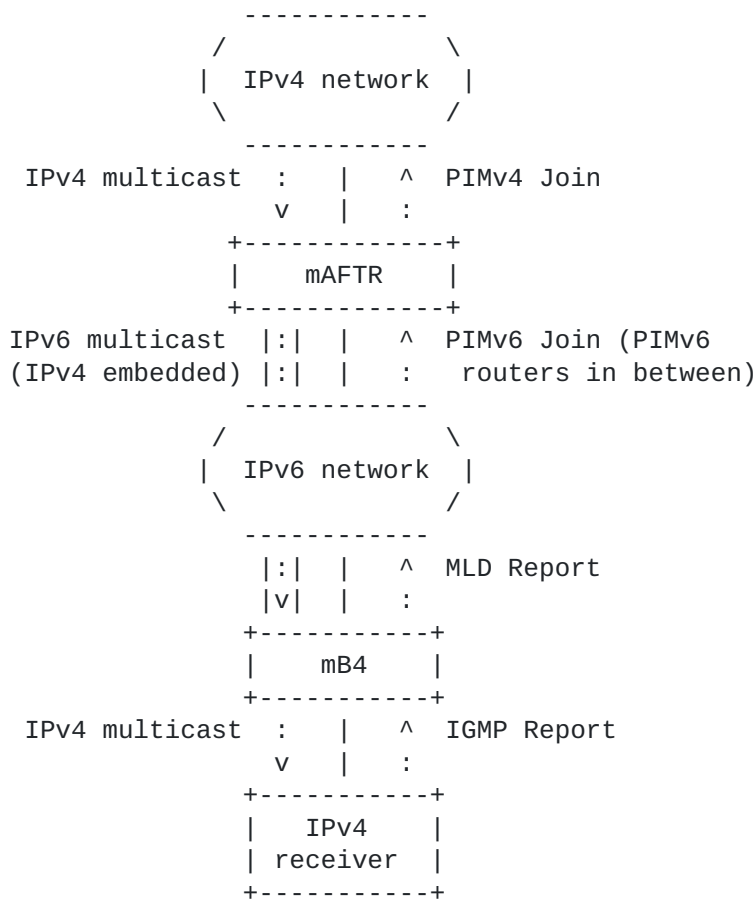 IPv4 network
IPv4 multicast : | ^ PIMv4 Join
v | :
mAFTR
IPv6 multicast |:| | ^ PIMv6 Join (PIMv6
(IPv4 embedded) |:| | : routers in between)
IPv6 network
|:| | ^ MLD Report
|v| | :
mB4
IPv4 multicast : | ^ IGMP Report
v | :
IPv4
receiver